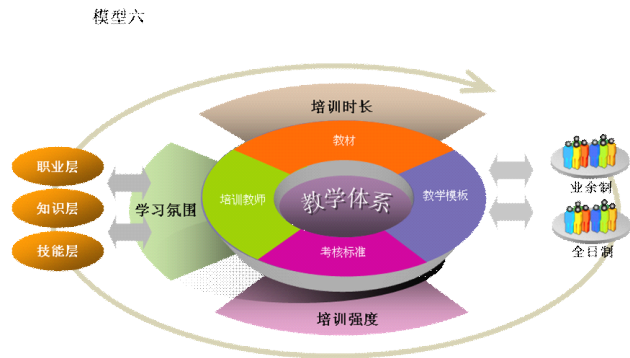 模型六
培训时长
教材
职业层
知识层
技能层
学习氛围
培训教师
教学体系
教学模板
考核标准
培训强度
业余制
全日制